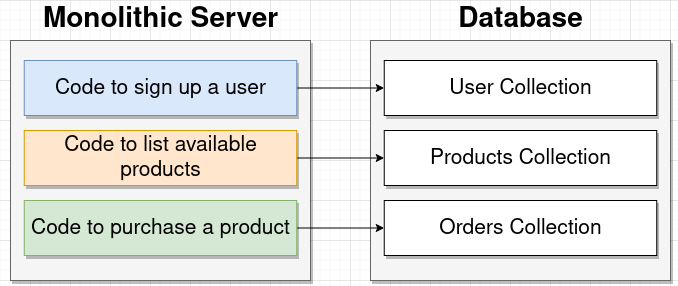 Monolithic Server
Database
Code to sign up a user
User Collection
Code to list available
products
Products Collection
Code to purchase a product
Orders Collection